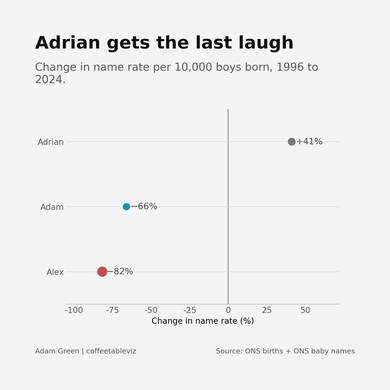 Adrian gets the last laugh
Change in name rate per 10,000 boys born, 1996 to
2024.
Adrian
+41%
Adam
−66%
Alex
−82%
-100 -75 -50 -25 0 25 50
Change in name rate (%)
Adam Green | coffeetableviz
Source: ONS births + ONS baby names